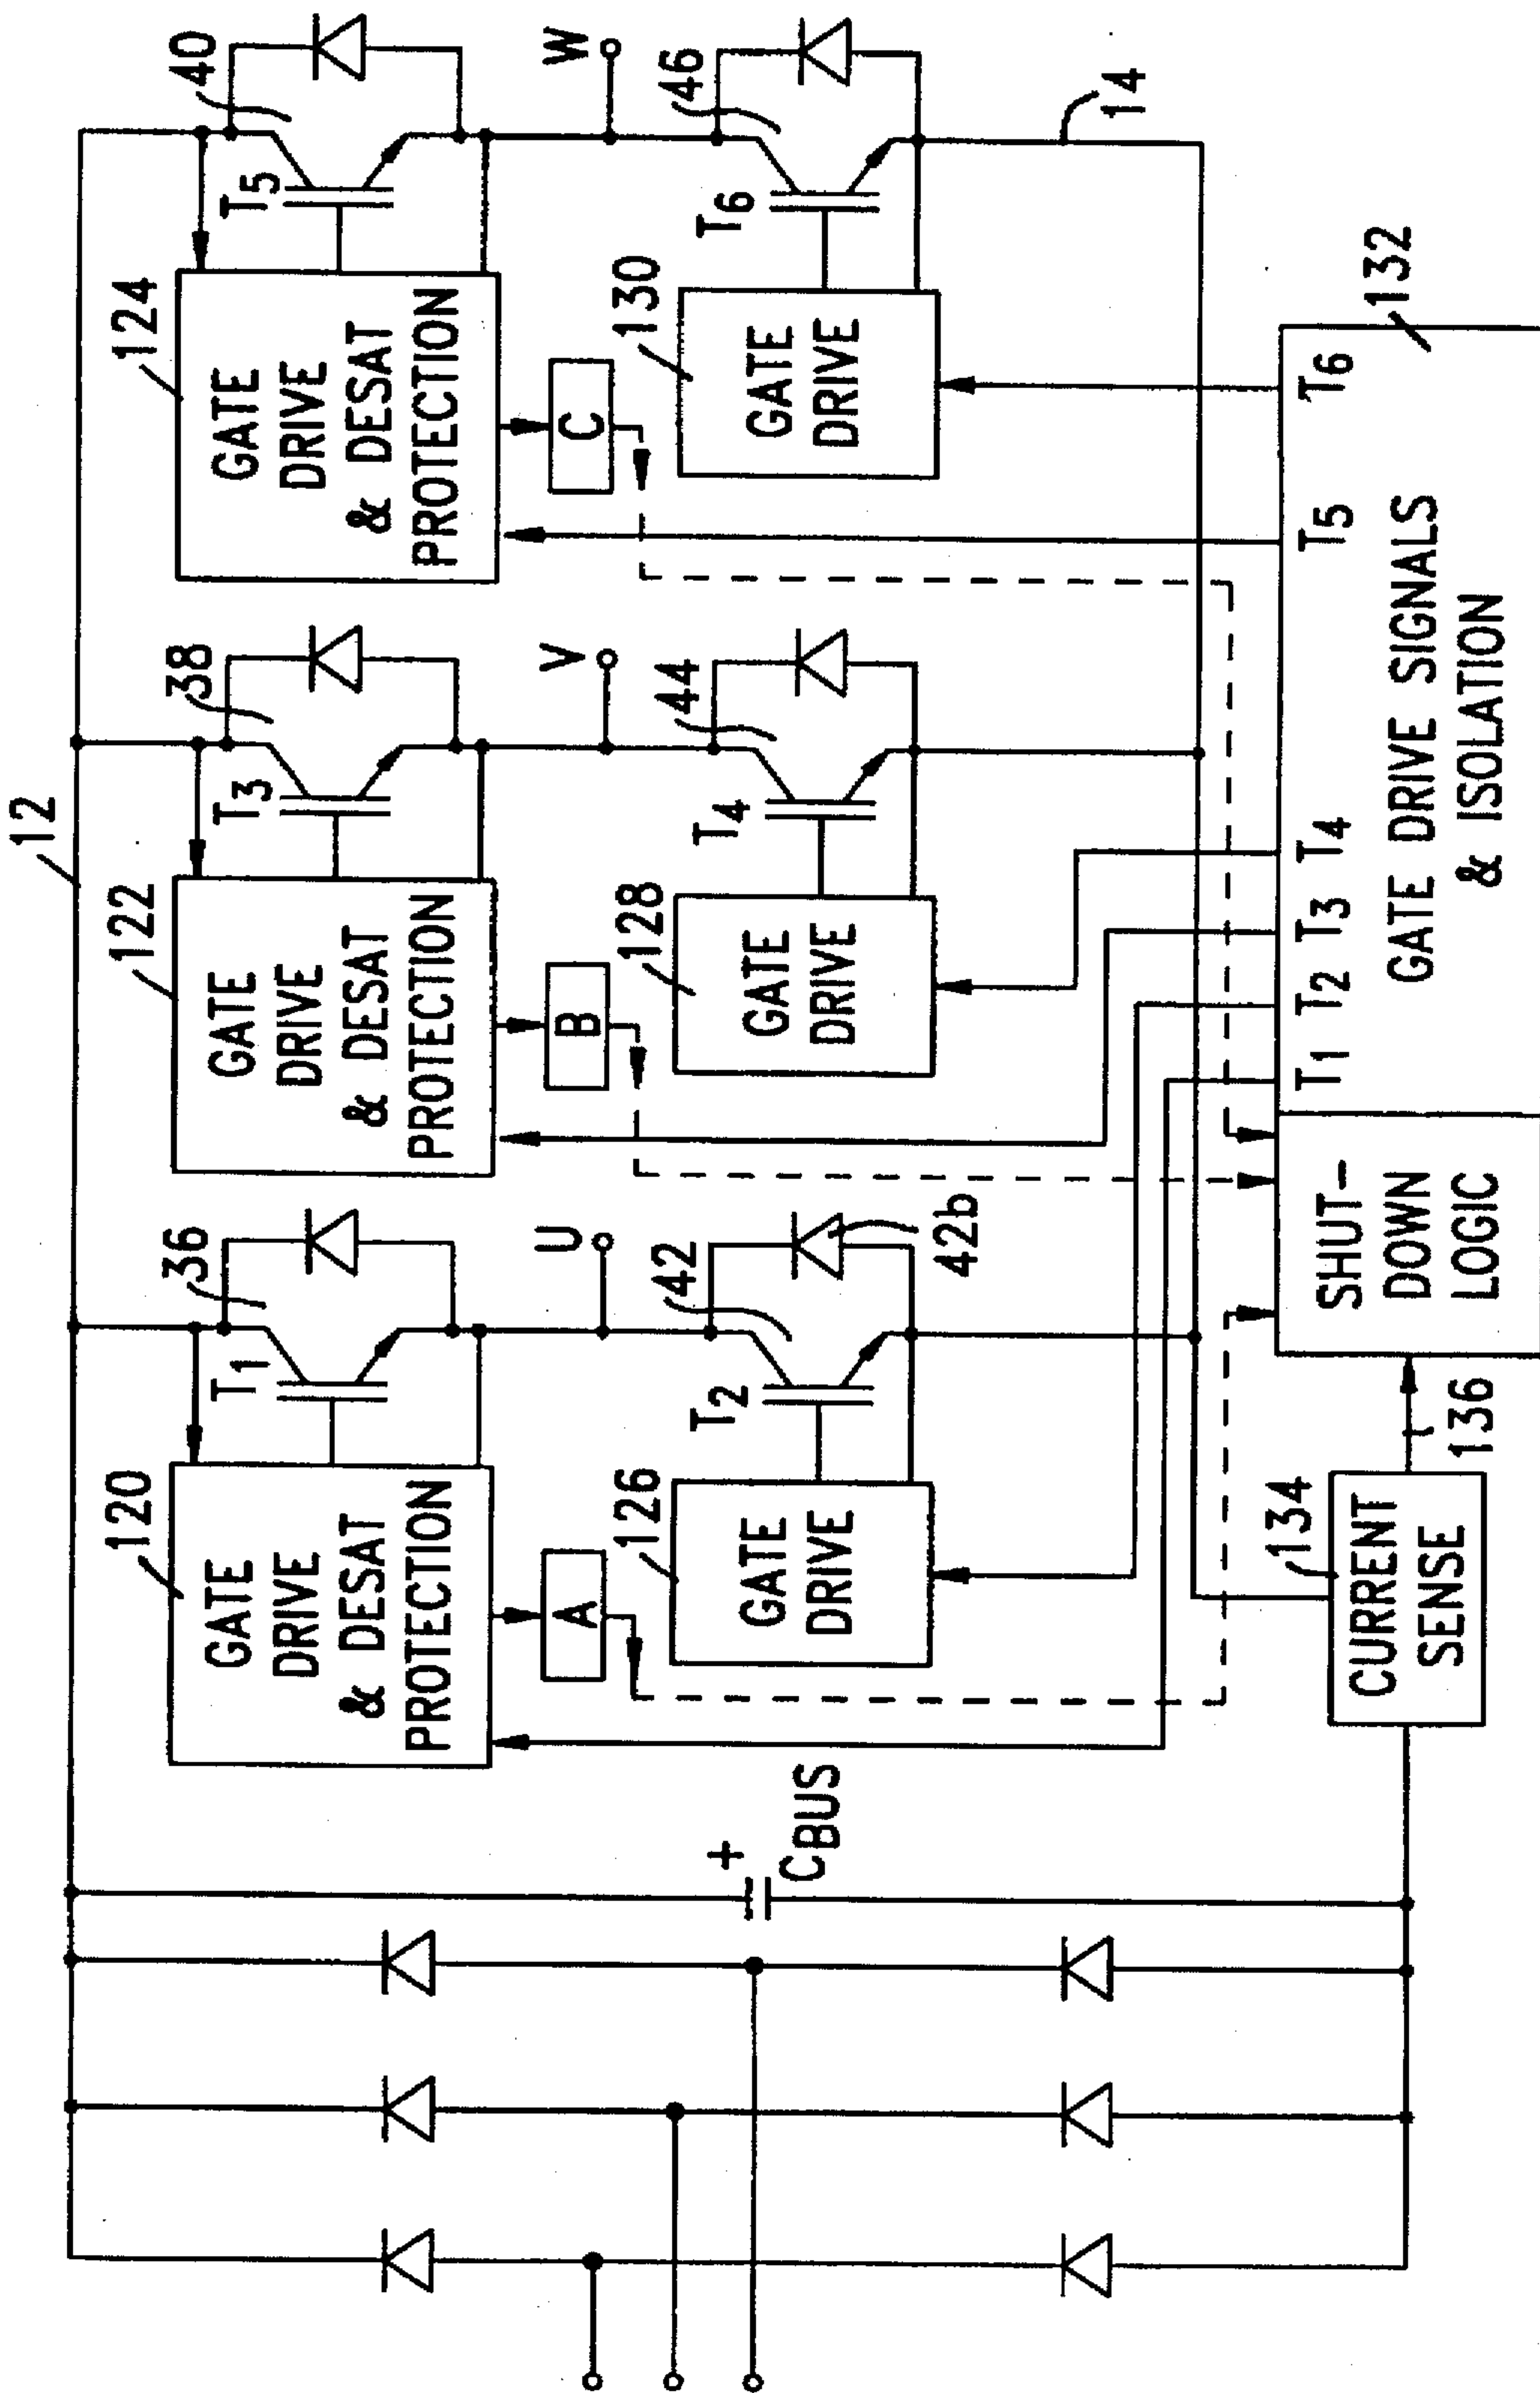 12
120
GATE
DRIVE
& DESAT
PROTECTION
T1
36
122
GATE
DRIVE
& DESAT
PROTECTION
T3
38
124
GATE
DRIVE
& DESAT
PROTECTION
T5
40
A
U
B
V
C
W
+
CBUS
126
GATE
DRIVE
T2
42
42b
128
GATE
DRIVE
T4
44
130
GATE
DRIVE
T6
46
14
134
CURRENT
SENSE
136
SHUT-
DOWN
LOGIC
T1 T2 T3 T4 T5 T6
GATE DRIVE SIGNALS
& ISOLATION
132